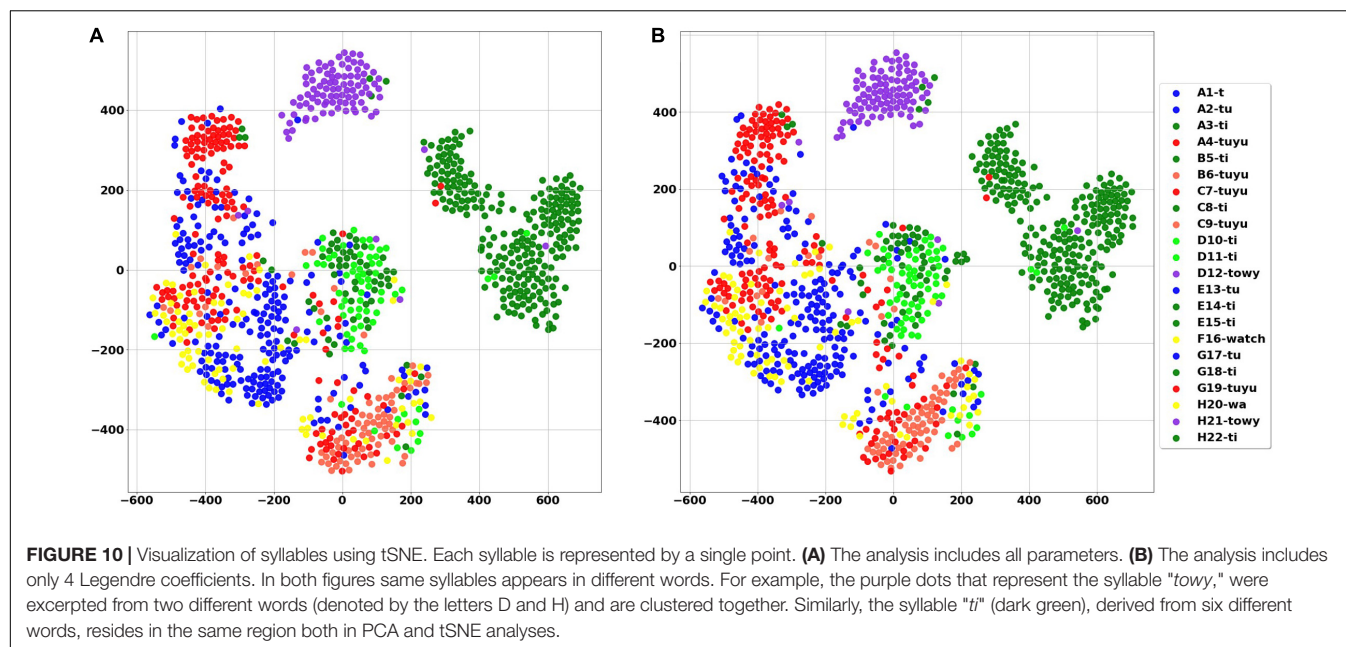 A
B
400
200
0
−200
−400
−600
−400
−200
0
200
400
600
400
200
0
−200
−400
−600
−400
−200
0
200
400
600
A1-t
A2-tu
A3-ti
A4-tuyu
B5-ti
B6-tuyu
C7-tuyu
C8-ti
C9-tuyu
D10-ti
D11-ti
D12-towy
E13-tu
E14-ti
E15-ti
F16-watch
G17-tu
G18-ti
G19-tuyu
H20-wa
H21-towy
H22-ti
FIGURE 10 | Visualization of syllables using tSNE. Each syllable is represented by a single point. (A) The analysis includes all parameters. (B) The analysis includes
only 4 Legendre coefficients. In both figures same syllables appears in different words. For example, the purple dots that represent the syllable "towy," were
excerpted from two different words (denoted by the letters D and H) and are clustered together. Similarly, the syllable "ti" (dark green), derived from six different
words, resides in the same region both in PCA and tSNE analyses.